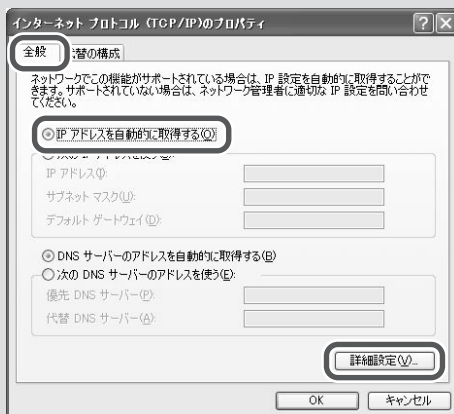 インターネット プロトコル (TCP/IP)のプロパティ
全般
代替の構成
ネットワークでこの機能がサポートされている場合は、IP 設定を自動的に取得することがで
きます。サポートされていない場合は、ネットワーク管理者に適切な IP 設定を問い合わせ
てください。
IP アドレスを自動的に取得する(O)
次の IP アドレスを使う(S):
IP アドレス(I):
サブネット マスク(U):
デフォルト ゲートウェイ(D):
DNS サーバーのアドレスを自動的に取得する(B)
次の DNS サーバーのアドレスを使う(E):
優先 DNS サーバー(P):
代替 DNS サーバー(A):
詳細設定(V)...
OK
キャンセル